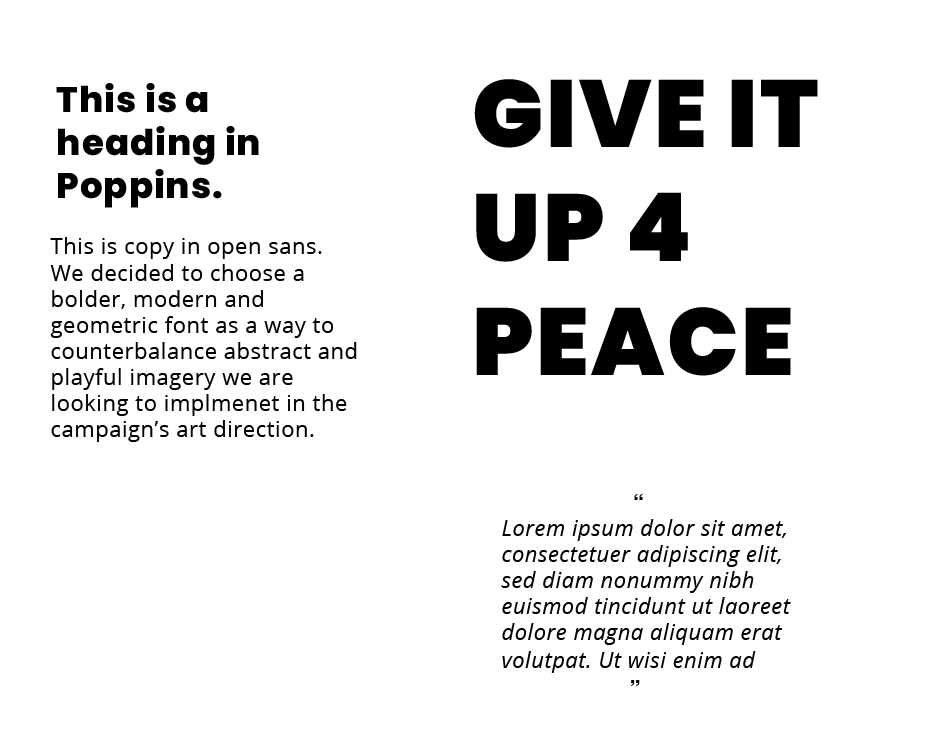 This is a
heading in
Poppins.
This is copy in open sans.
We decided to choose a
bolder, modern and
geometric font as a way to
counterbalance abstract and
playful imagery we are
looking to implmenet in the
campaign’s art direction.
GIVE IT
UP 4
PEACE
“
Lorem ipsum dolor sit amet,
consectetuer adipiscing elit,
sed diam nonummy nibh
euismod tincidunt ut laoreet
dolore magna aliquam erat
volutpat. Ut wisi enim ad
”